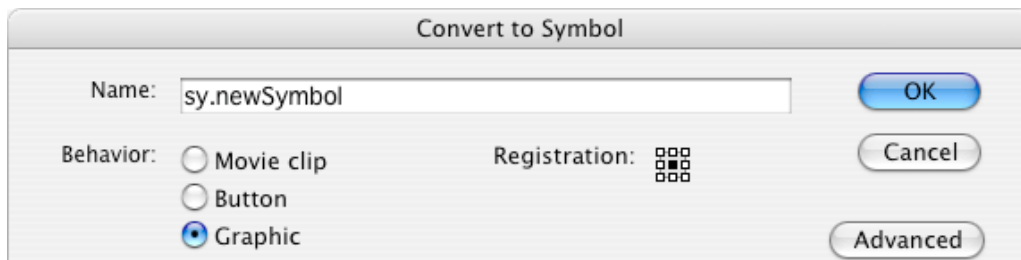 Convert to Symbol
Name: sy.newSymbol OK
Behavior: Movie clip Registration: Cancel
Button
Graphic Advanced